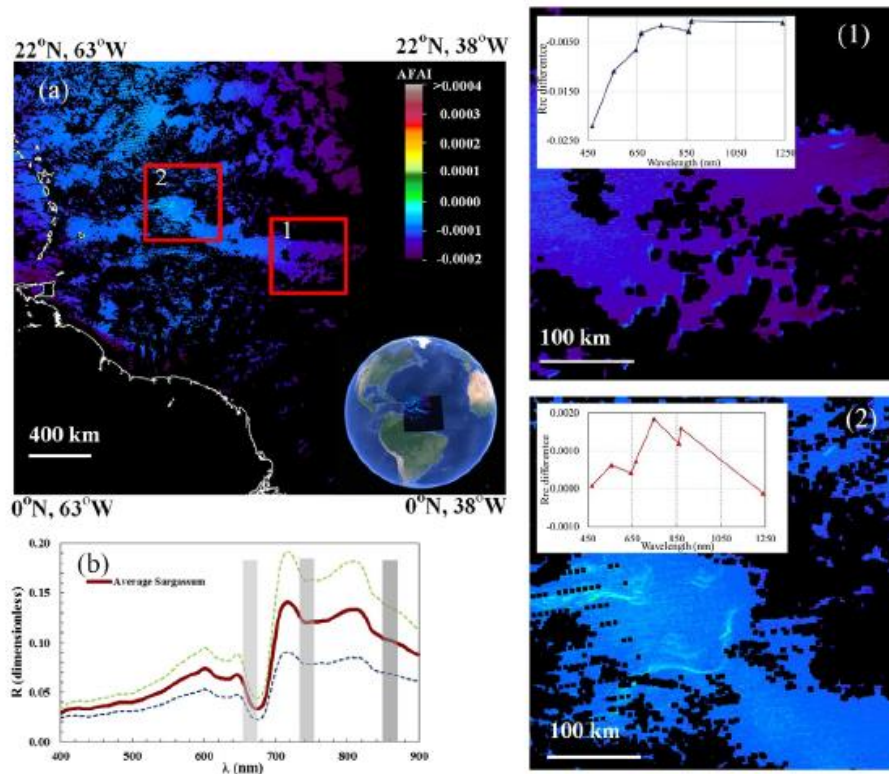 22°N, 63°W
22°N, 38°W
(a)
AFAI
>0.0004
0.0003
0.0002
0.0001
0.0000
-0.0001
-0.0002
2
1
400 km
0°N, 63°W
0°N, 38°W
(b)
Average Sargassum
R (dimensionless)
0.20
0.15
0.10
0.05
0.00
400 500 600 700 800 900
λ (nm)
(1)
Rrc difference
-0.0050
-0.0150
-0.0250
450 650 850 1050 1250
Wavelength (nm)
100 km
(2)
Rrc difference
0.0020
0.0010
0.0000
-0.0010
450 650 850 1050 1250
Wavelength (nm)
100 km